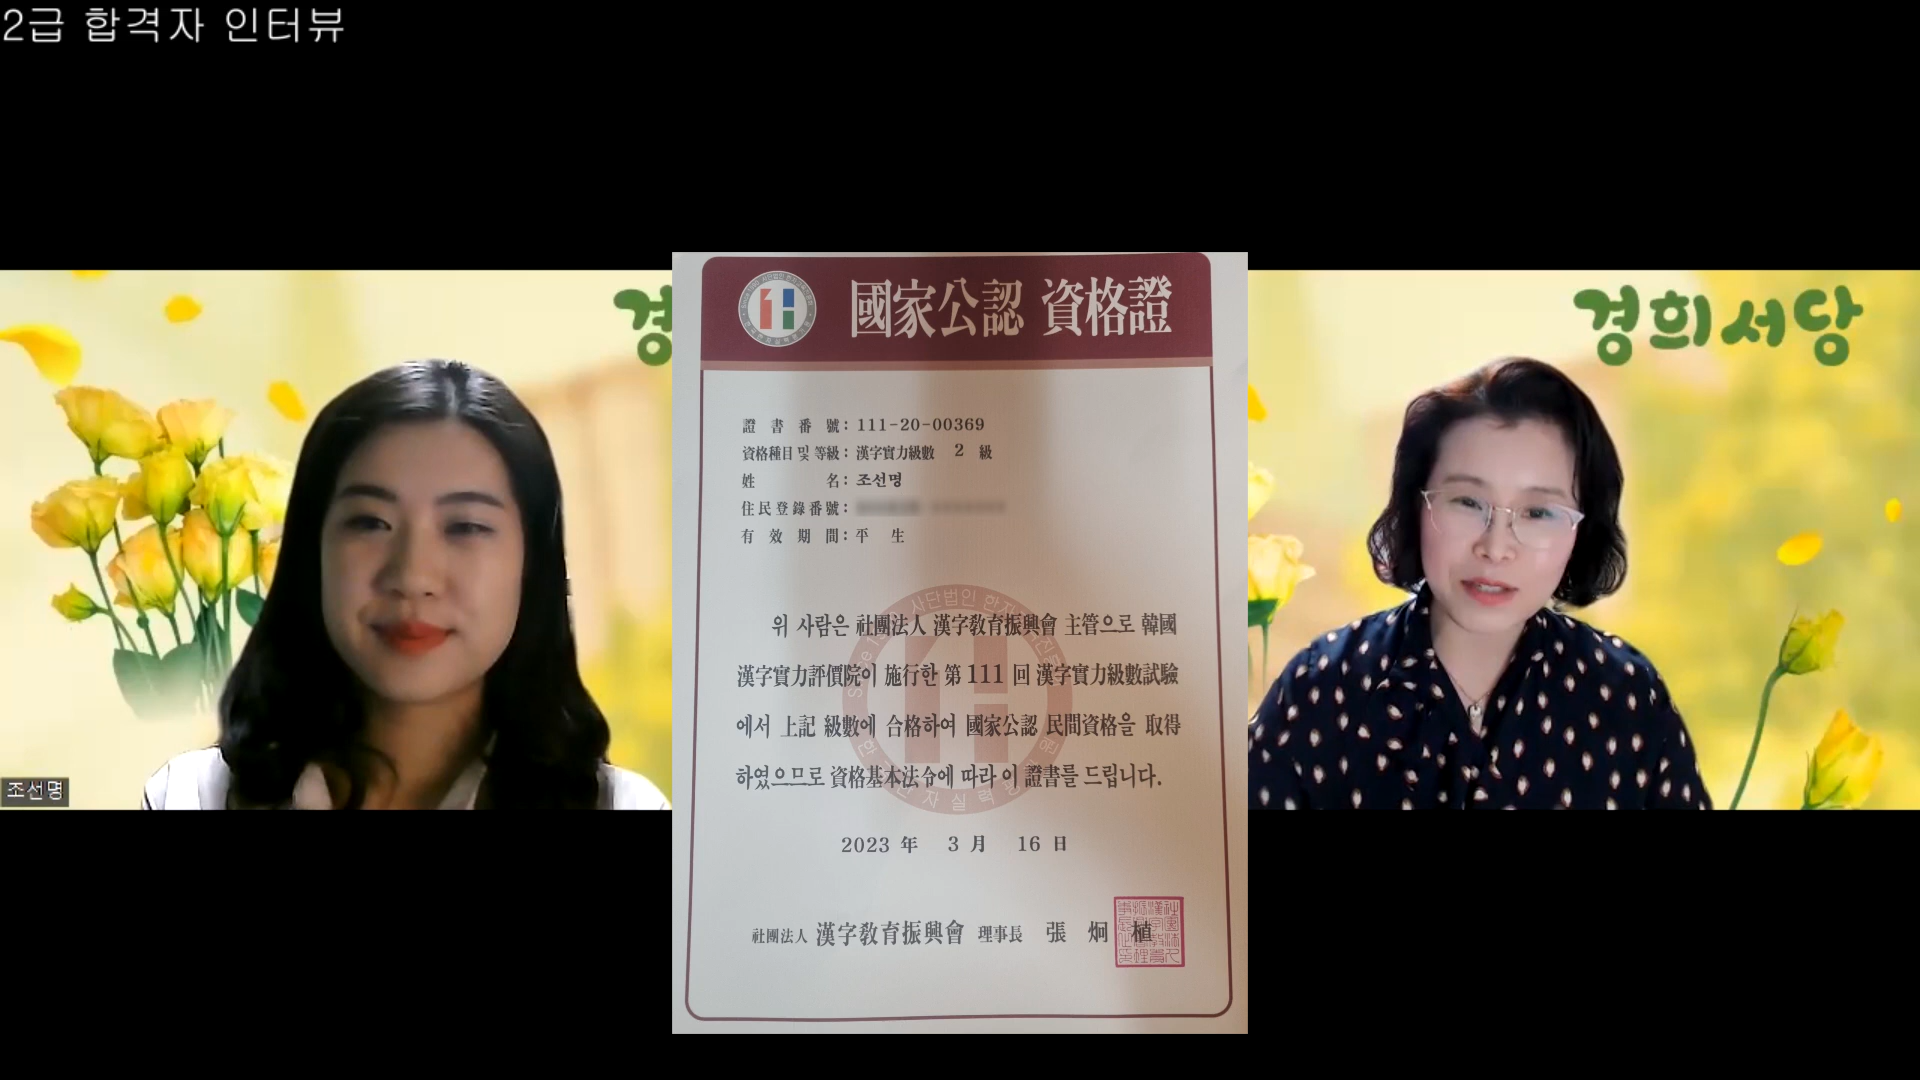 2급 합격자 인터뷰
경
조선명
國家公認 資格證
證書番號 : 111-20-00369
資格種目 및 等級 : 漢字實力級數 2 級
姓名 : 조선명
住民登錄番號 :
有效期間 : 平生
위 사람은 社團法人 漢字敎育振興會 主管으로 韓國
漢字實力評價院이 施行한 第 111 回 漢字實力級數試驗
에서 上記 級數에 合格하여 國家公認 民間資格을 取得
하였으므로 資格基本法令에 따라 이 證書를 드립니다.
2023 年 3 月 16 日
社團法人 漢字敎育振興會 理事長 張 炯 植
경희서당